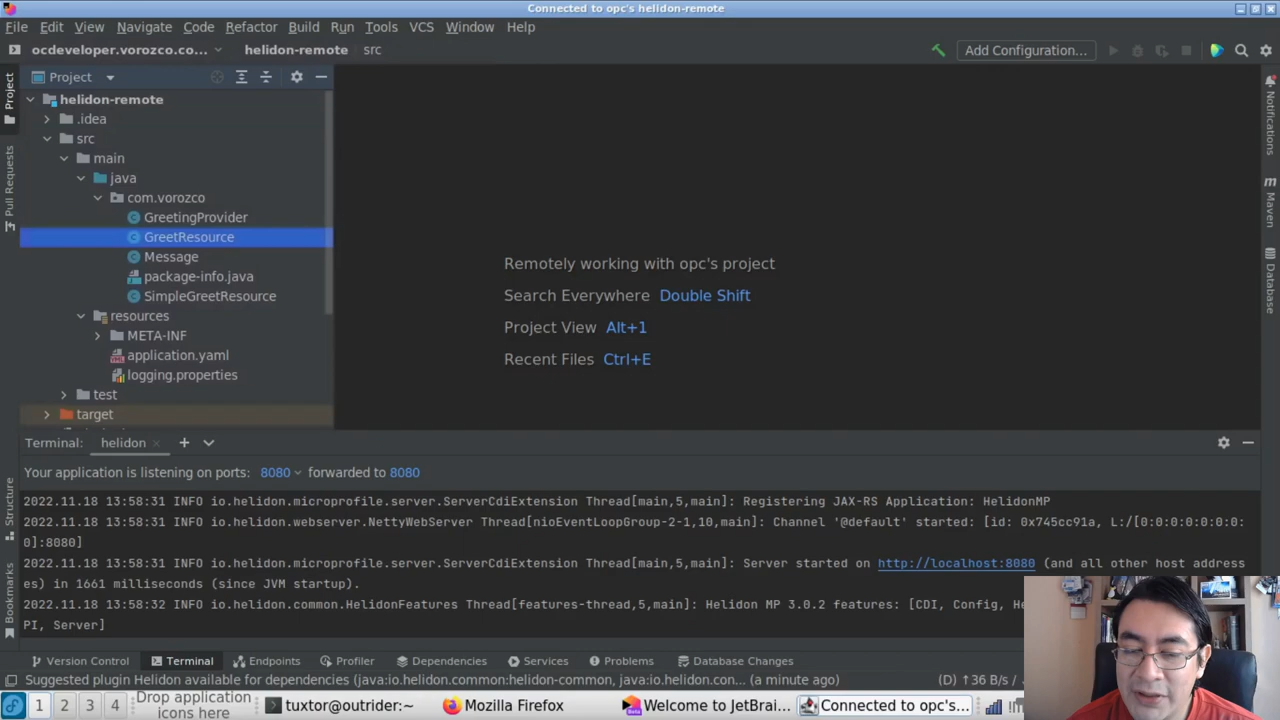 Connected to opc's helidon-remote
File Edit View Navigate Code Refactor Build Run Tools VCS Window Help
ocdeveloper.vorozco.co... helidon-remote src Add Configuration...
Project
helidon-remote
.idea
src
main
java
com.vorozco
GreetingProvider
GreetResource
Message
package-info.java
SimpleGreetResource
resources
META-INF
application.yaml
logging.properties
test
target
Project
Pull Requests
Structure
Bookmarks
Remotely working with opc's project
Search Everywhere Double Shift
Project View Alt+1
Recent Files Ctrl+E
Notifications
Maven
Database
Terminal: helidon
Your application is listening on ports: 8080 forwarded to 8080
2022.11.18 13:58:31 INFO io.helidon.microprofile.server.ServerCdiExtension Thread[main,5,main]: Registering JAX-RS Application: HelidonMP
2022.11.18 13:58:31 INFO io.helidon.webserver.NettyWebServer Thread[nioEventLoopGroup-2-1,10,main]: Channel '@default' started: [id: 0x745cc91a, L:/[0:0:0:0:0:0:0:
0]:8080]
2022.11.18 13:58:31 INFO io.helidon.microprofile.server.ServerCdiExtension Thread[main,5,main]: Server started on http://localhost:8080 (and all other host address
es) in 1661 milliseconds (since JVM startup).
2022.11.18 13:58:32 INFO io.helidon.common.HelidonFeatures Thread[features-thread,5,main]: Helidon MP 3.0.2 features: [CDI, Config, He
PI, Server]
Version Control Terminal Endpoints Profiler Dependencies Services Problems Database Changes
Suggested plugin Helidon available for dependencies (java:io.helidon.common:helidon-common, java:io.helidon.con... (a minute ago) (D) ↑36 B/s /
1 2 3 4 Drop application icons here tuxtor@outrider:~ Mozilla Firefox Welcome to JetBrai... Connected to opc's...